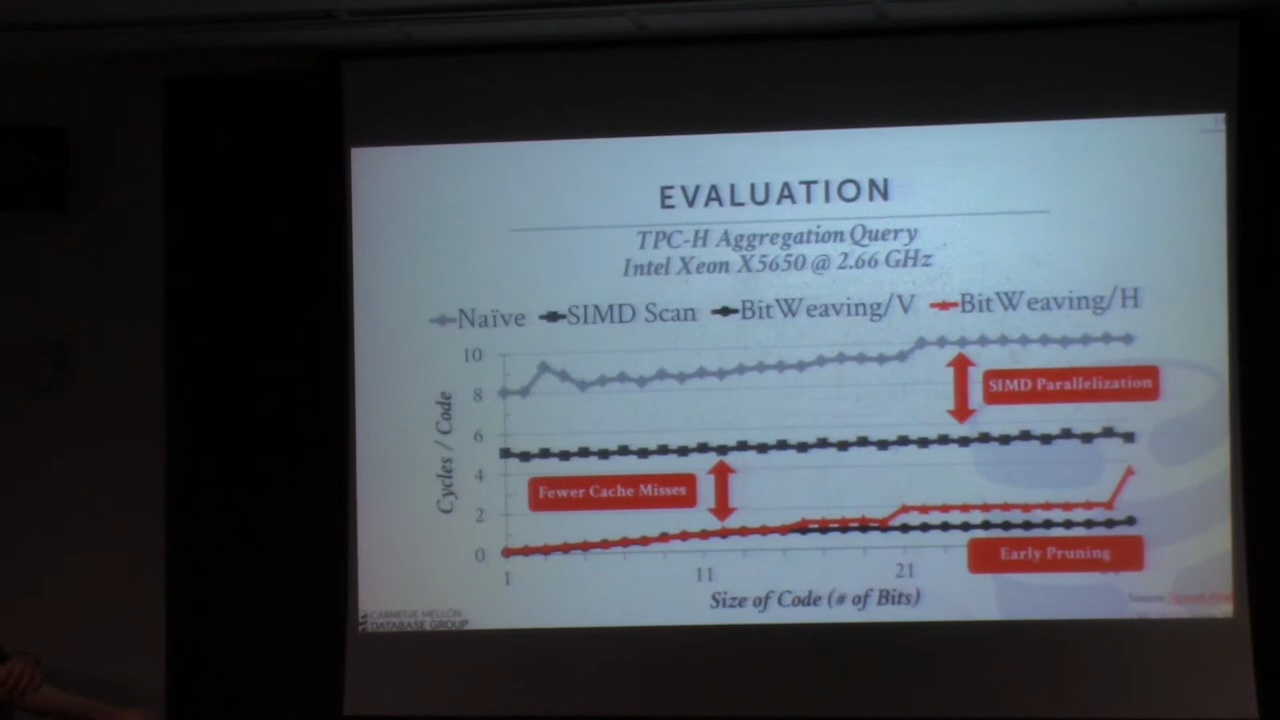 EVALUATION
TPC-H Aggregation Query
Intel Xeon X5650 @ 2.66 GHz
Naïve SIMD Scan BitWeaving/V BitWeaving/H
10
8
6
4
2
0
Cycles / Code
SIMD Parallelization
Fewer Cache Misses
Early Pruning
1 11 21
Size of Code (# of Bits)
Source:
CARNEGIE MELLON
DATABASE GROUP